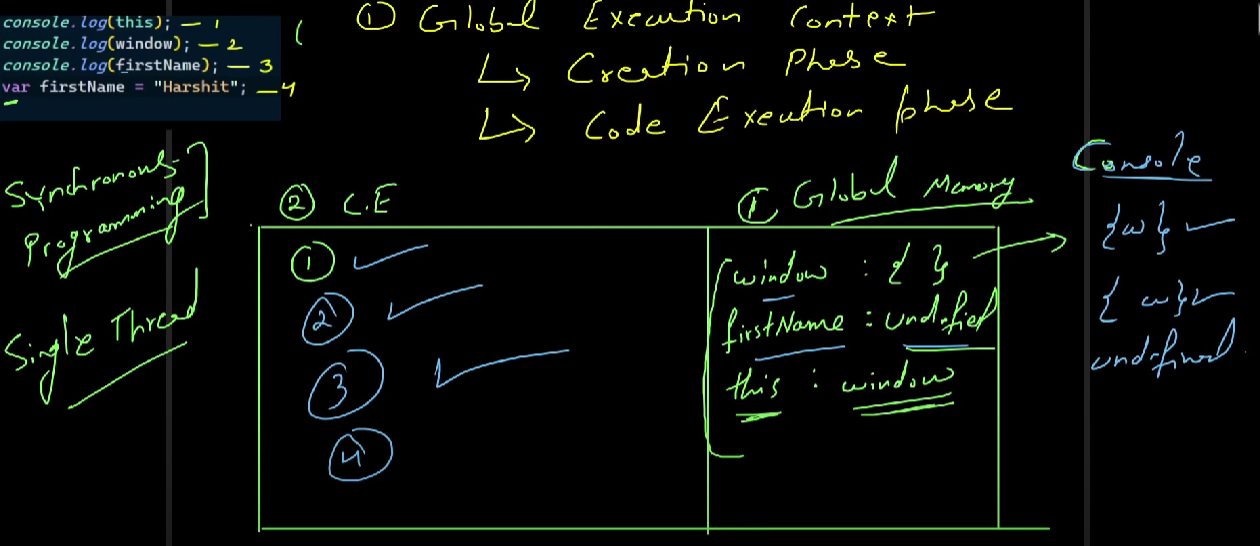 console.log(this); — 1
console.log(window); — 2
console.log(firstName); — 3
var firstName = "Harshit"; — 4
① Global Execution Context
↳ Creation Phase
↳ Code Execution phase
Synchronous
Programming
Single Thread
② C.E
①
②
③
④
① Global Memory
window : { }
firstName : undified
this : window
Console
{w}
{ w}
undefined